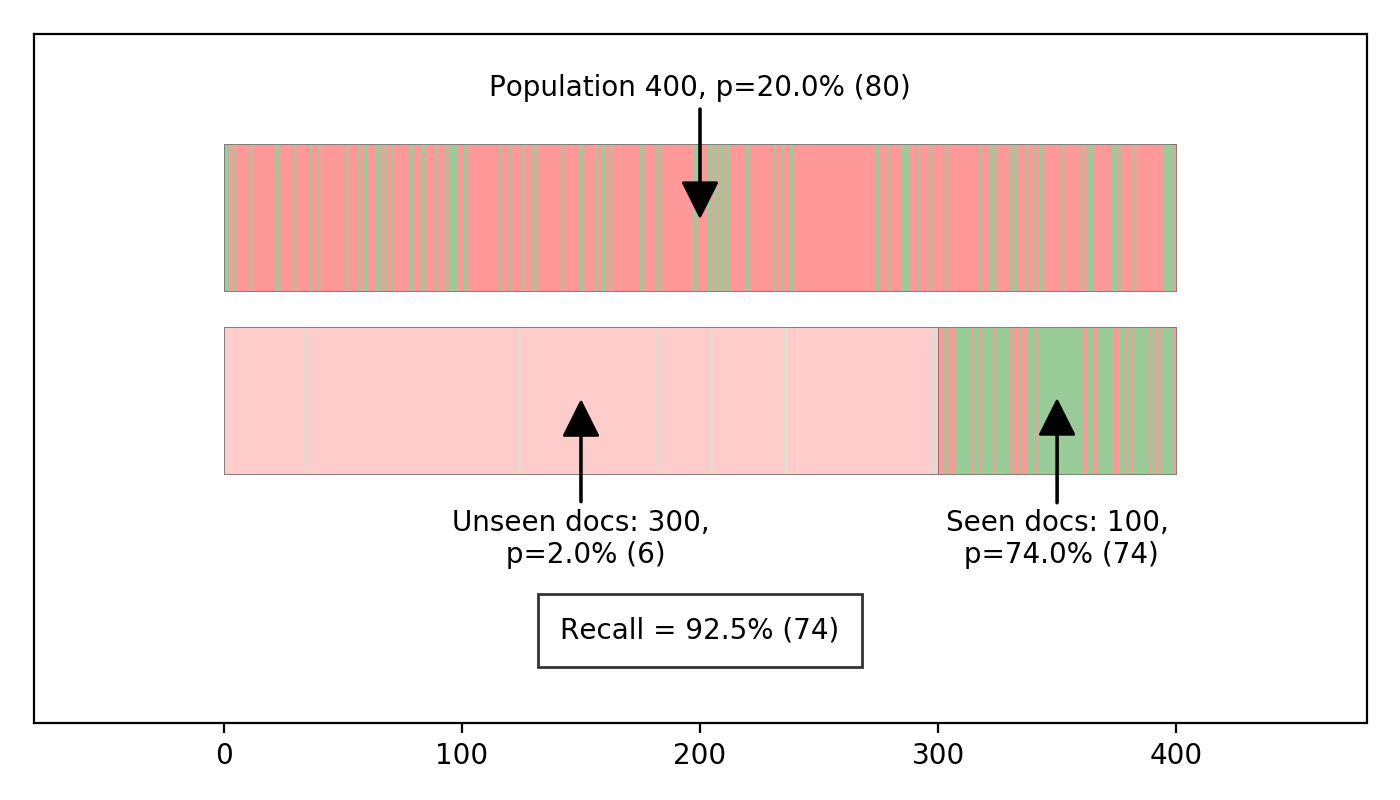 Population 400, p=20.0% (80)
Unseen docs: 300,
p=2.0% (6)
Seen docs: 100,
p=74.0% (74)
Recall = 92.5% (74)
0 100 200 300 400